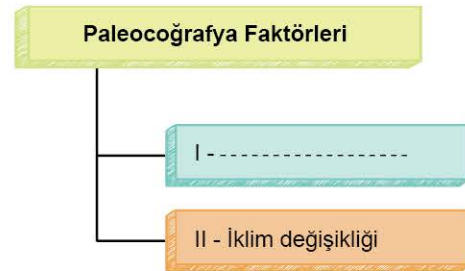 Paleocoğrafya Faktörleri
I - -------------------
II - İklim değişikliği